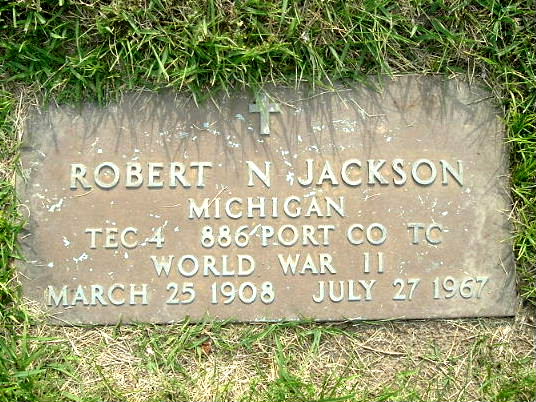 ROBERT N JACKSON
MICHIGAN
TEC 4 886 PORT CO TC
WORLD WAR II
MARCH 25 1908 JULY 27 1967